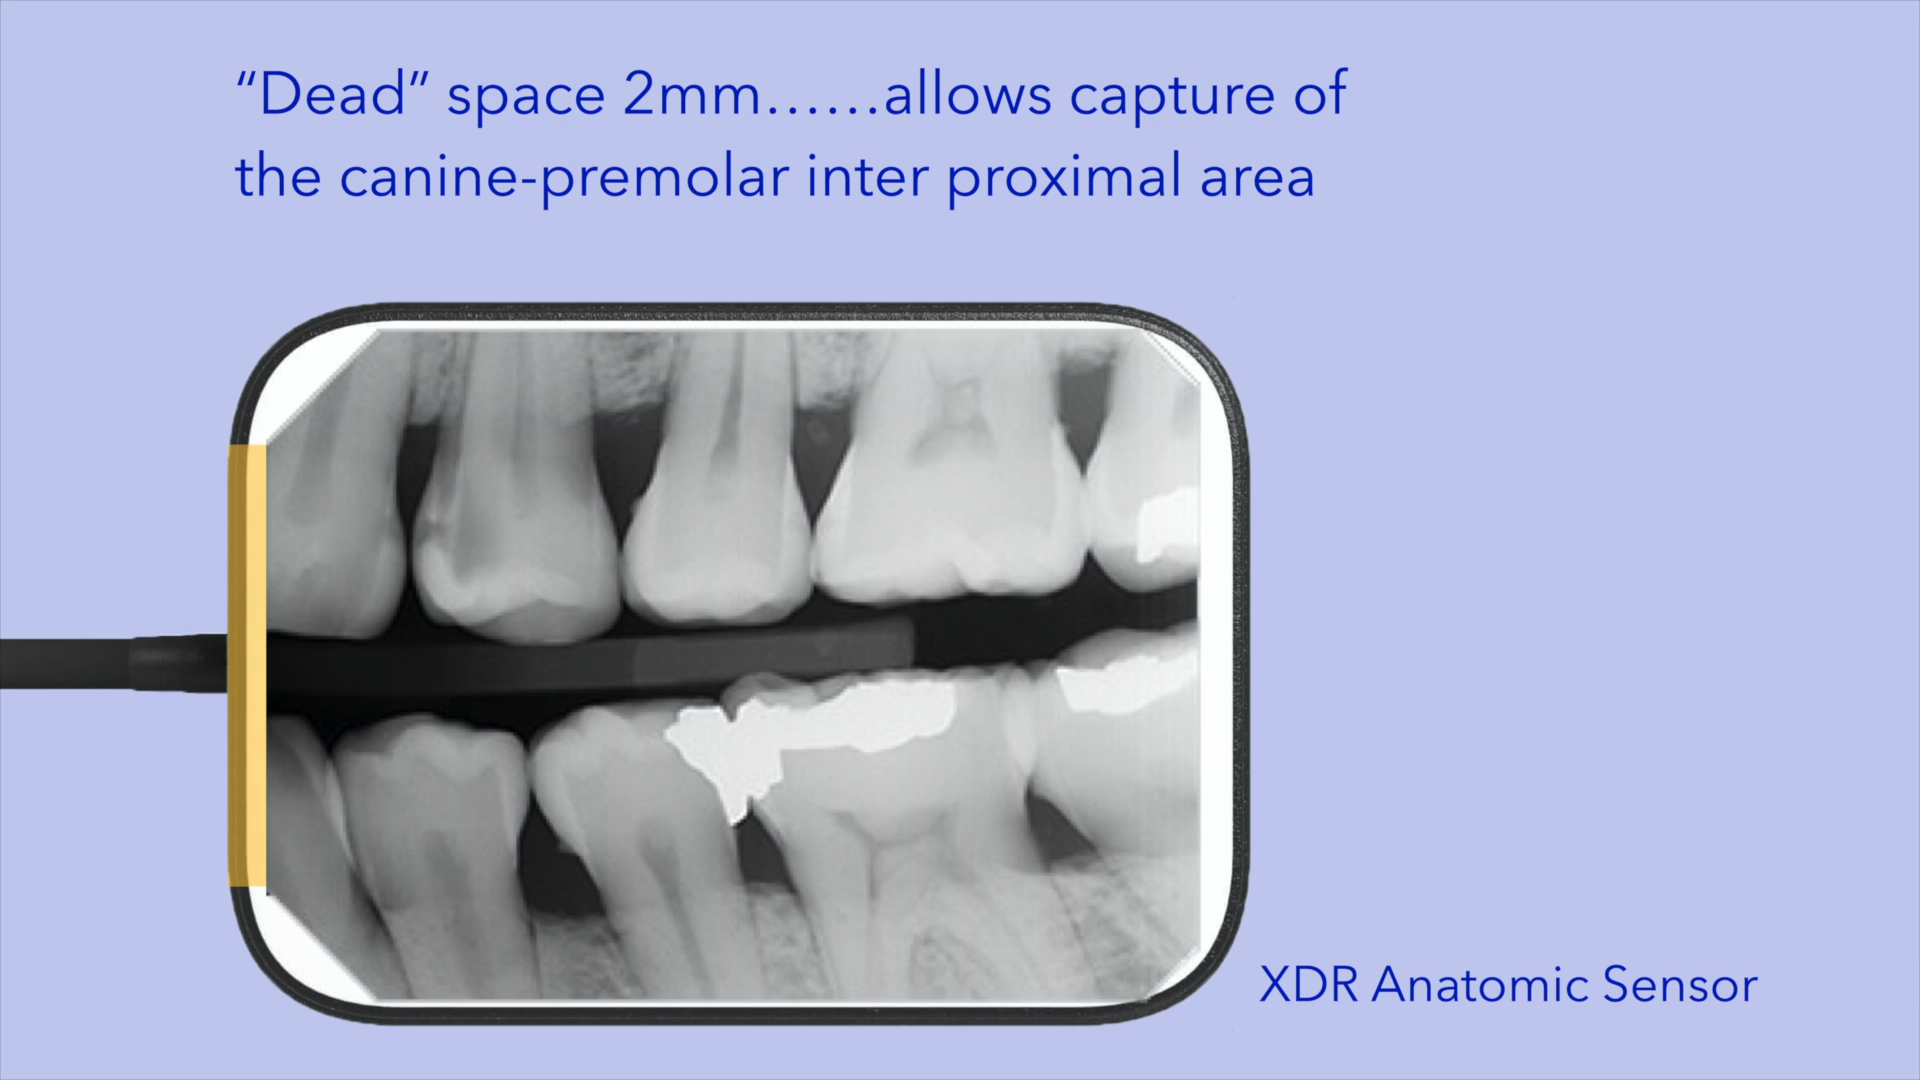 “Dead” space 2mm......allows capture of
the canine-premolar inter proximal area
XDR Anatomic Sensor